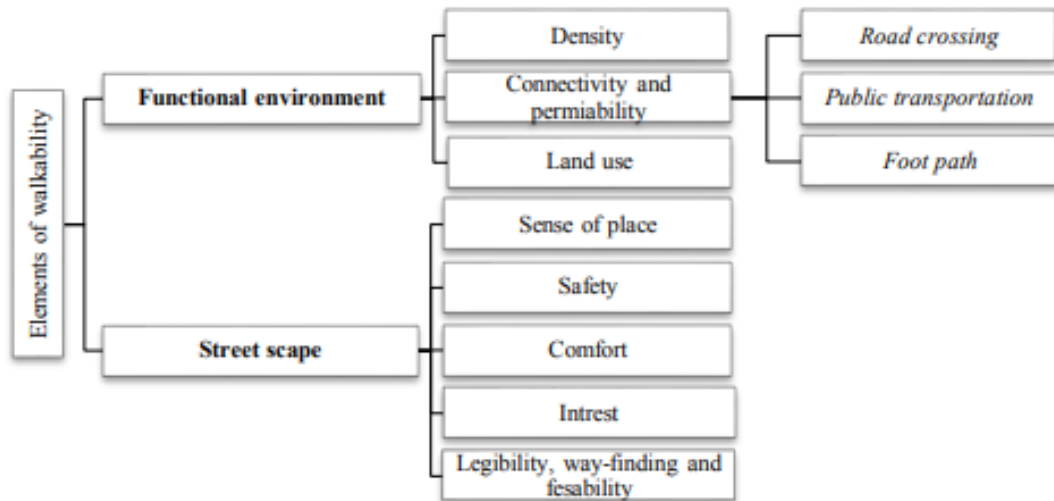 Elements of walkability
Functional environment
Density
Connectivity and
permiability
Land use
Road crossing
Public transportation
Foot path
Street scape
Sense of place
Safety
Comfort
Intrest
Legibility, way-finding and
fesability